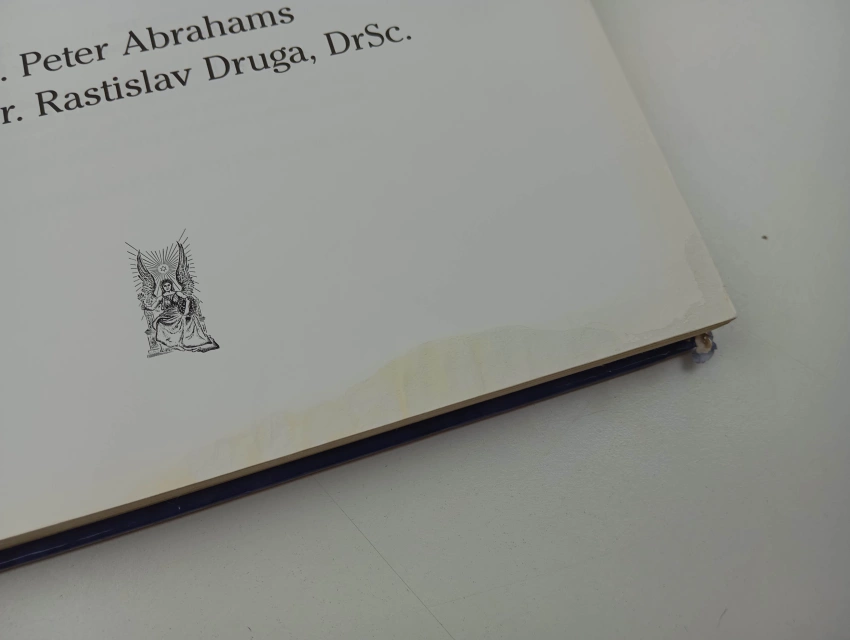 . Peter Abrahams
r. Rastislav Druga, DrSc.